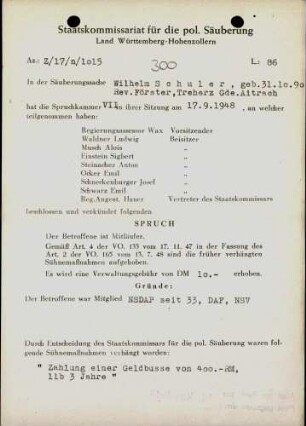 Staatskommissariat für die pol. Säuberung
Land Württemberg-Hohenzollern
Az.: Z/17/a/1o15
300
L.: 86
In der Säuberungssache Wilhelm S c h u l e r, geb.31.1o.9o
Rev.Förster,Treherz Gde.Aitrach
hat die Spruchkammer VII in ihrer Sitzung am 17.9.1948 , an welcher
teilgenommen haben:
Regierungsassessor Wax Vorsitzender
Waldner Ludwig Beisitzer
Musch Alois "
Einstein Sigbert "
Steinacher Anton "
Ocker Emil "
Schneckenburger Josef "
Schwarz Emil "
Reg.Angest. Hauer Vertreter des Staatskommissars
beschlossen und verkündet folgenden
SPRUCH
Der Betroffene ist Mitläufer.
Gemäß Art. 4 der VO. 133 vom 17. 11. 47 in der Fassung des
Art. 2 der VO. 165 vom 13. 7. 48 sind die früher verhängten
Sühnemaßnahmen aufgehoben.
Es wird eine Verwaltungsgebühr von DM 1o.- erhoben.
Gründe:
Der Betroffene war Mitglied NSDAP seit 33, DAF, NSV
Durch Entscheidung des Staatskommissars für die pol. Säuberung waren fol-
gende Sühnemaßnahmen verhängt worden:
" Zahlung einer Geldbusse von 4oo.-RM,
11b 3 Jahre "